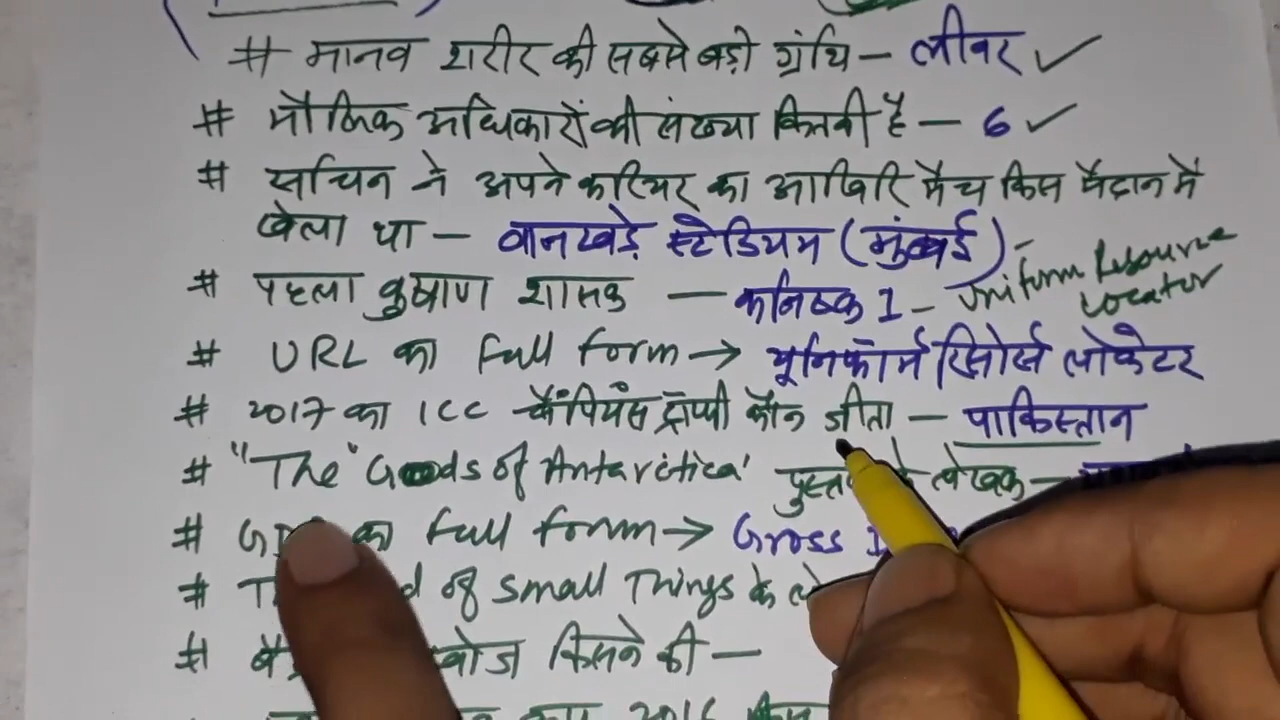 # मानव शरीर की सबसे बड़ी ग्रंथि – लीवर ✓
# मौलिक अधिकारों की संख्या कितनी है – 6 ✓
# सचिन ने अपने करियर का आखिरि मैच किस मैदान में
खेला था – वानखड़े स्टेडियम (मुंबई) –
# पहला कुषाण शासक – कनिष्क I – Uniform Resource
Locator
# URL का Full form → यूनिफॉर्म रिसोर्स लोकेटर
# 2017 का ICC चैंपियंस ट्रॉफी कौन जीता – पाकिस्तान
# "The" Goods of Antarctica' लेखक –
# का Full form → Gross
# of Small Things के
# खोज किसने की –
2016